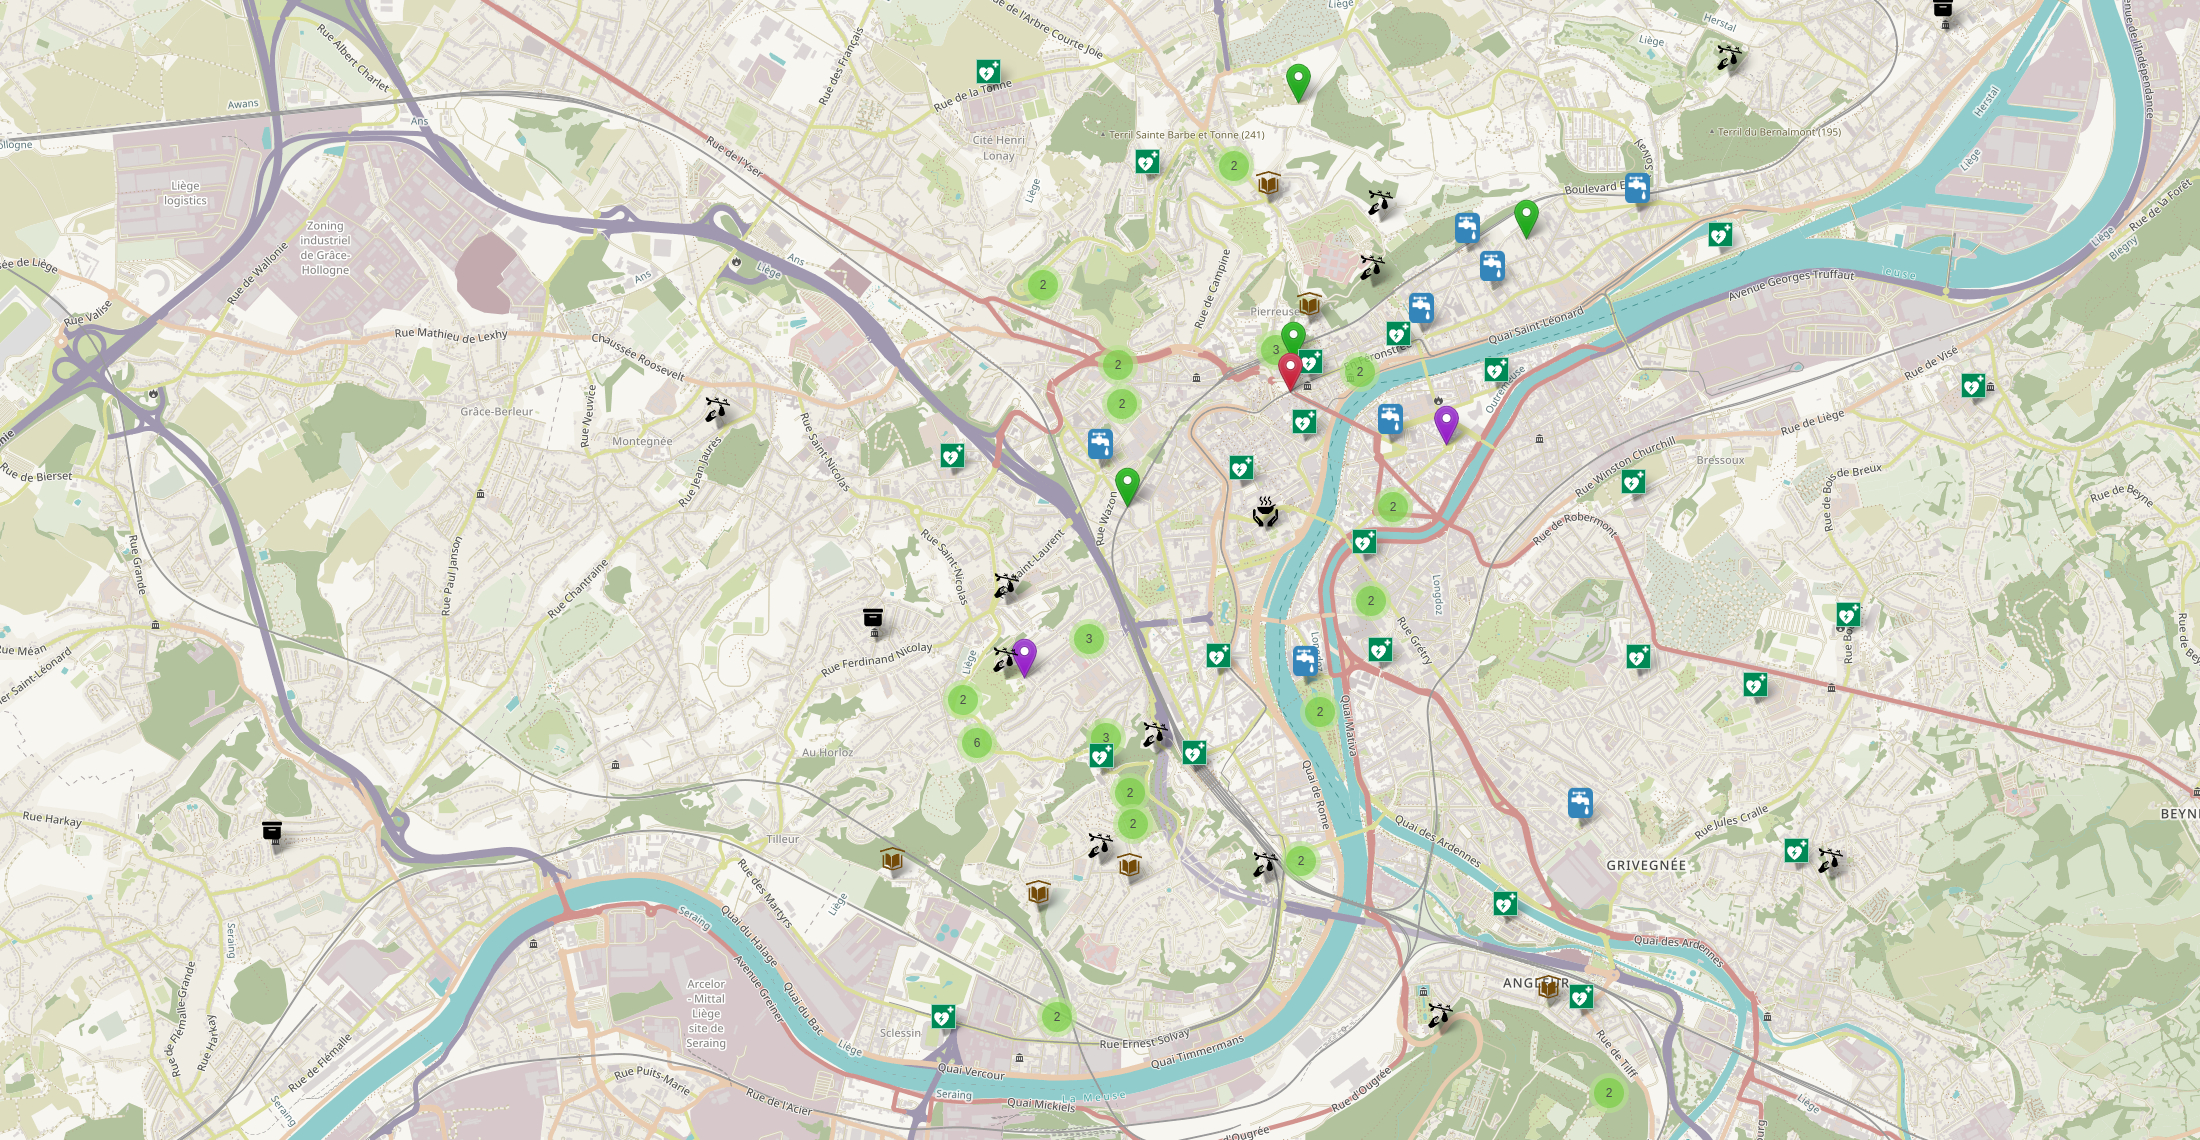 Liège
Rue de l'Arbre Courte Joie
Rue Albert Charlet
Rue des Français
Herstal
Liège
Awans
Ans
Rue de la Tonne
Terril Sainte Barbe et Tonne (241)
Cité Henri
Lonay
Terril du Bernalmont (195)
Herstal
Liège
Rue de l'Yser
Liège
logistics
Liège
2
Boulevard E
Zoning
industriel
de Grâce-
Hollogne
Rue de Wallonie
Rue de la Forêt
Liège
Blegny
Ans
Liège
Ans
2
Rue de Campine
Avenue Georges Truffaut
Rue Valise
Rue Mathieu de Lexhy
Chaussée Roosevelt
Pierreuse
Quai Saint-Léonard
3
2
2
2
Rue de Visé
Outremeuse
Grâce-Berleur
Rue Neuvice
Montegnée
Rue Saint-Nicolas
Rue Jean Jaurès
Rue de Liège
Bressoux
Rue Winston Churchill
Rue de Bois de Breux
Rue de Beyne
Rue de Bierset
Rue Wazon
2
Rue de Robermont
Rue Grande
Rue Paul Janson
Rue Chantraine
Rue Saint-Nicolas
Saint-Laurent
Longdoz
2
Rue Grétry
Rue Méan
Rue Ferdinand Nicolay
Liège
3
2
2
6
3
Au Horloz
Quai Mativa
Quai de Rome
2
2
Rue Harkay
Tilleur
2
Quai des Ardennes
Rue Jules Cralle
GRIVEGNÉE
Rue des Martyrs
Liège
Seraing
Quai du Halage
Avenue Greiner
Quai du Bac
Seraing
Quai des Ardennes
Rue de Flémalle-Grande
Rue Harkay
Arcelor
- Mittal
Liège
site de
Seraing
Sclessin
2
Liège
Rue Ernest Solvay
Quai Timmermans
Rue de Flémalle
Seraing
Rue Puits-Marie
Rue de l'Acier
Quai Vercour
Seraing
Quai Mickiels
La Meuse
Rue d'Ougrée
Rue de Tilff
2
Liège